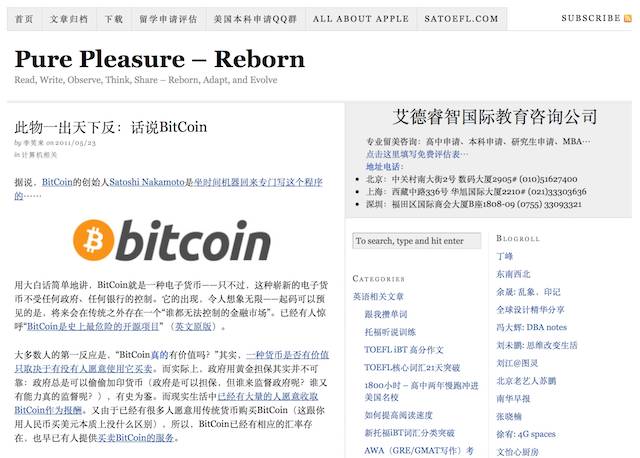 首页 文章归档 下载 留学申请评估 美国本科申请QQ群 ALL ABOUT APPLE SATOEFL.COM SUBSCRIBE
Pure Pleasure – Reborn
Read, Write, Observe, Think, Share – Reborn, Adapt, and Evolve
此物一出天下反：话说BitCoin
by 李笑来 on 2011/05/23
in 计算机相关
据说，BitCoin的创始人Satoshi Nakamoto是坐时间机器回来专门写这个程序
的……
bitcoin
用大白话简单地讲，BitCoin就是一种电子货币——只不过，这种崭新的电子货
币不受任何政府、任何银行的控制。它的出现，令人想象无限——起码可以预
见的是，将来会在传统之外存在一个“谁都无法控制的金融市场”。已经有人惊
呼“BitCoin是史上最危险的开源项目”（英文原版）。
大多数人的第一反应是，“BitCoin真的有价值吗？”其实，一种货币是否有价值
只取决于有没有人愿意使用它买卖。而实际上，政府用黄金担保其实并不可
靠：政府总是可以偷偷加印货币（政府是可以担保，但谁来监督政府呢？谁又
有能力真的监督呢？），有史为鉴。而现实生活中已经有大量的人愿意收取
BitCoin作为报酬。又由于已经有很多人愿意用传统货币购买BitCoin（这跟你
用人民币买美元本质上没什么区别），所以，BitCoin已经有相应的汇率存
在，也早已有人提供买卖BitCoin的服务。
艾德睿智国际教育咨询公司
专业留美咨询：高中申请、本科申请、研究生申请、MBA…
点击这里填写免费评估表…
地址电话：
北京：中关村南大街2号 数码大厦2905# (010)51627400
上海：西藏中路336号 华旭国际大厦2210# (021)33303636
深圳：福田区国际商会大厦B座1808-09 (0755) 33093321
To search, type and hit enter
CATEGORIES
英语相关文章
跟我攒单词
托福听说训练
TOEFL iBT 高分作文
TOEFL核心词汇21天突破
1800小时 – 高中两年慢跑冲进
美国名校
如何提高阅读速度
新托福iBT词汇分类突破
AWA（GRE/GMAT写作）考
BLOGROLL
丁峰
东南西北
余晟: 乱象，印记
全球设计精华分享
冯大辉: DBA notes
刘未鹏: 思维改变生活
刘江@图灵
北京老艺人苏鹏
南华早报
张晓楠
徐宥: 4G spaces
文怡心厨房